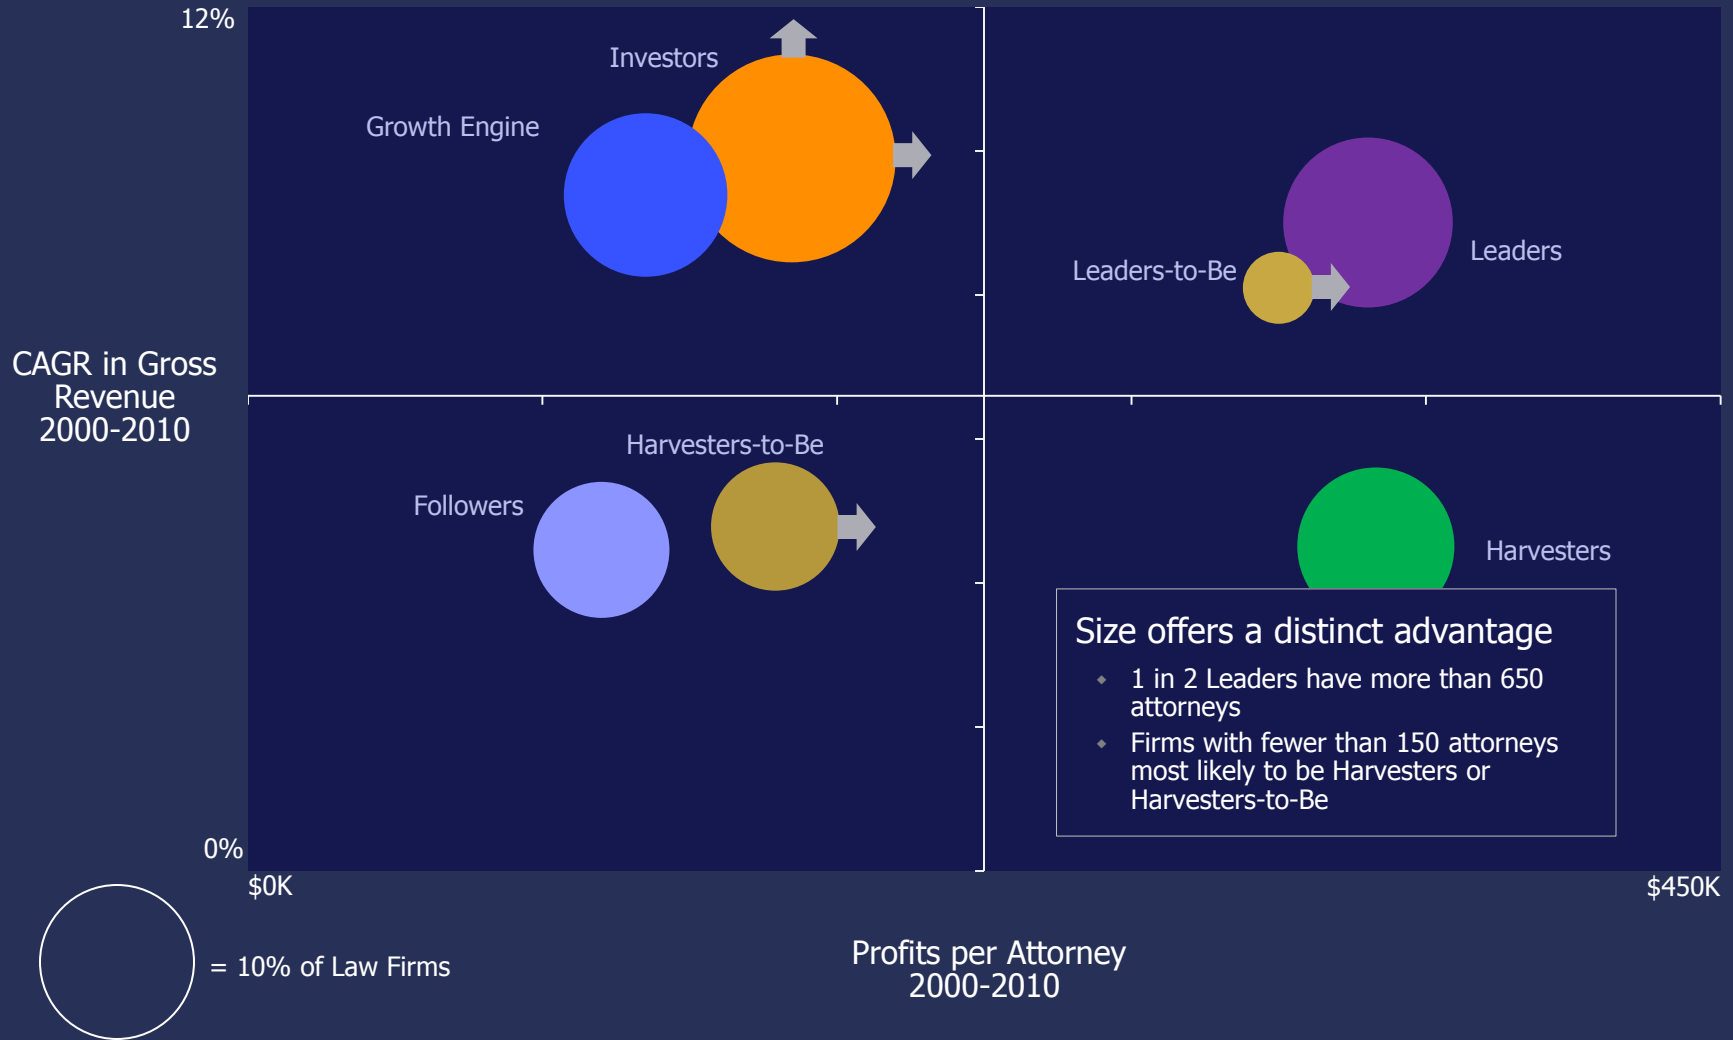 12%
Investors
Growth Engine
Leaders
Leaders-to-Be
CAGR in Gross
Revenue
2000-2010
Harvesters-to-Be
Followers
Harvesters
Size offers a distinct advantage
1 in 2 Leaders have more than 650
attorneys
Firms with fewer than 150 attorneys
most likely to be Harvesters or
Harvesters-to-Be
0%
$0K
$450K
Profits per Attorney
2000-2010
= 10% of Law Firms